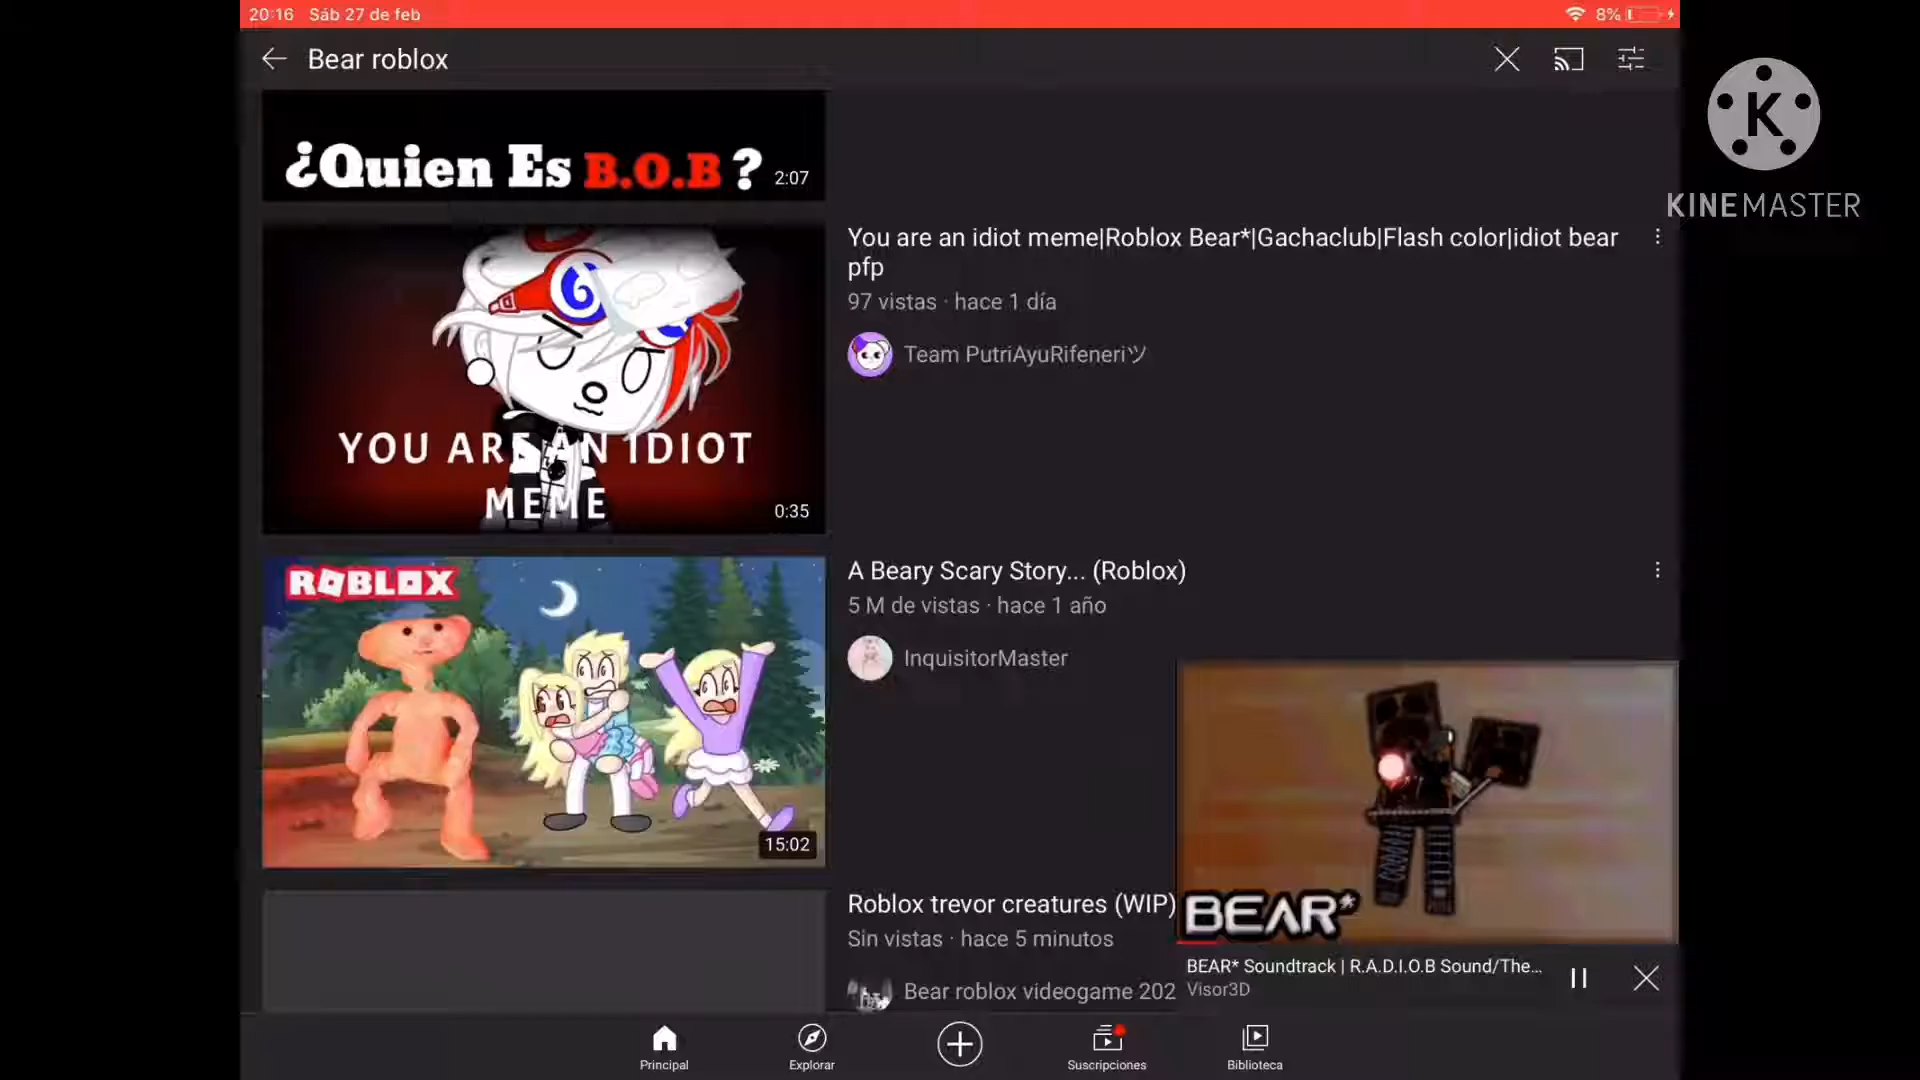 20:16 Sáb 27 de feb
8%
Bear roblox
K
KINEMASTER
¿Quien Es B.O.B ?
2:07
You are an idiot meme|Roblox Bear*|Gachaclub|Flash color|idiot bear
pfp
97 vistas · hace 1 día
Team PutriAyuRifeneriツ
YOU ARE AN IDIOT
MEME
0:35
ROBLOX
15:02
A Beary Scary Story... (Roblox)
5 M de vistas · hace 1 año
InquisitorMaster
Roblox trevor creatures (WIP)
Sin vistas · hace 5 minutos
Bear roblox videogame 202
BEAR*
BEAR* Soundtrack | R.A.D.I.O.B Sound/The...
Visor3D
Principal
Explorar
Suscripciones
Biblioteca